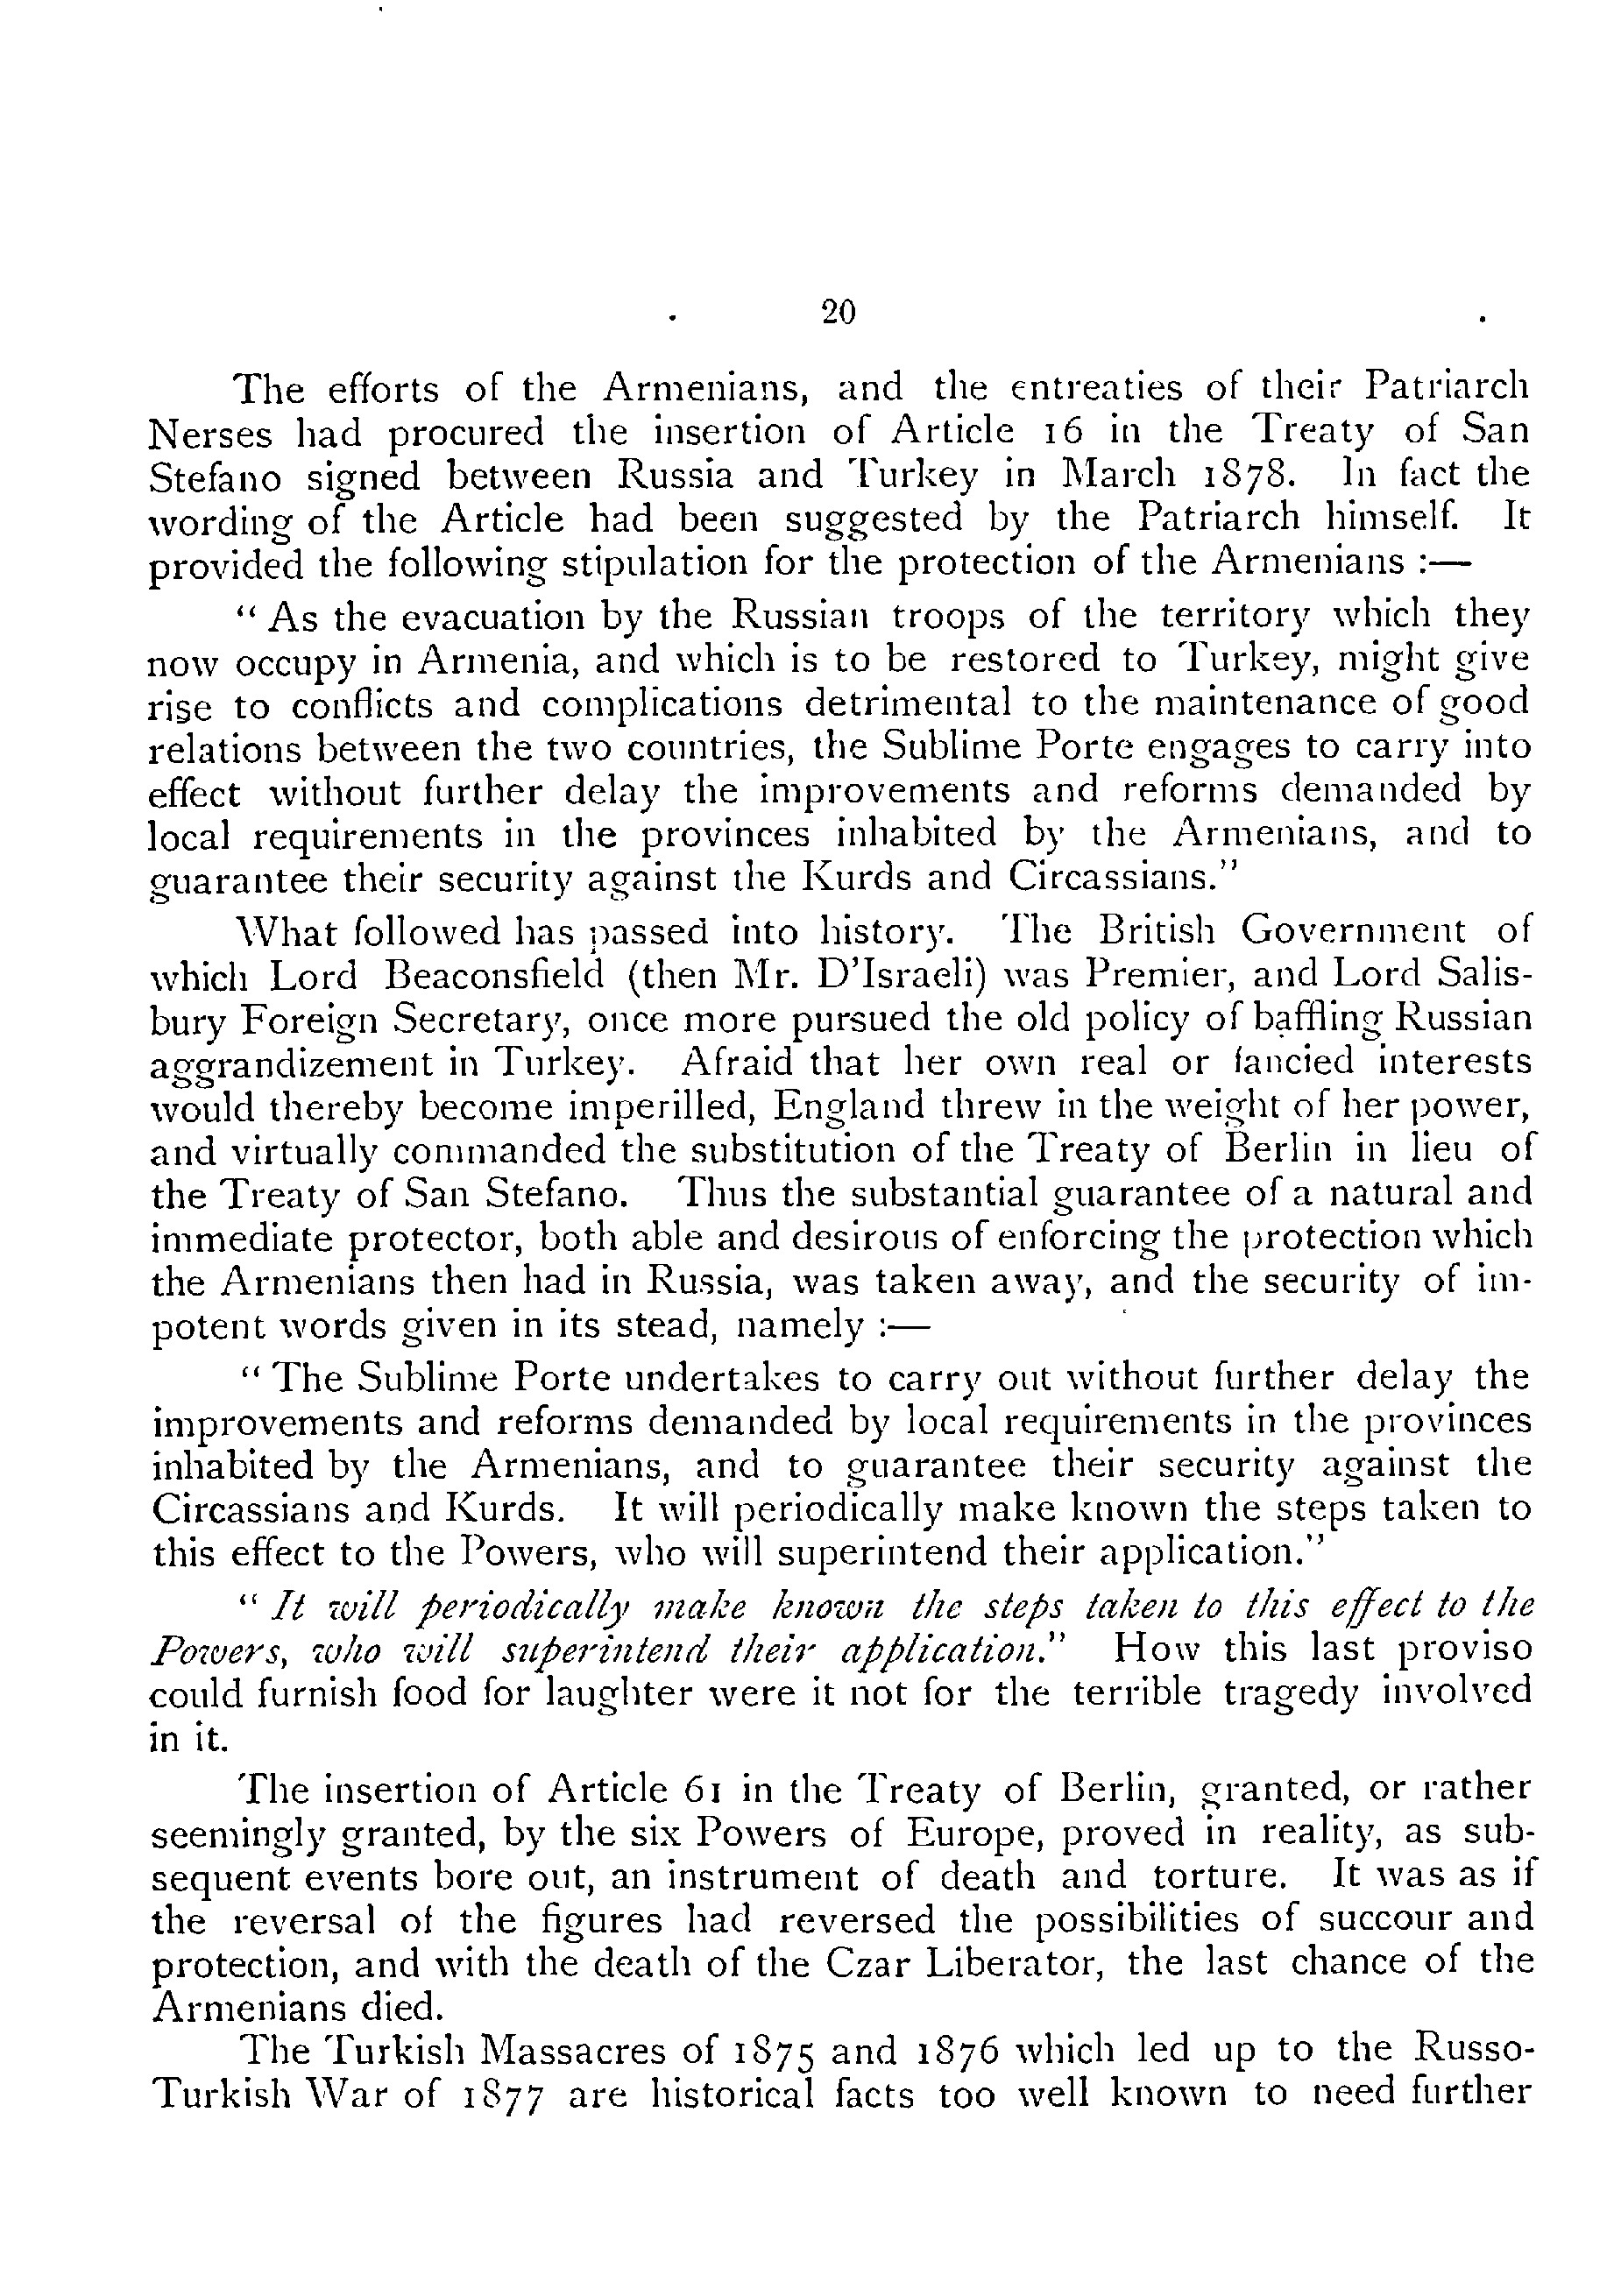 20
The efforts of the Armenians, and the entreaties of their Patriarch
Nerses had procured the insertion of Article 16 in the Treaty of San
Stefano signed between Russia and Turkey in March 1878. In fact the
wording of the Article had been suggested by the Patriarch himself. It
provided the following stipulation for the protection of the Armenians :—
“ As the evacuation by the Russian troops of the territory which they
now occupy in Armenia, and which is to be restored to Turkey, might give
rise to conflicts and complications detrimental to the maintenance of good
relations between the two countries, the Sublime Porte engages to carry into
effect without further delay the improvements and reforms demanded by
local requirements in the provinces inhabited by the Armenians, and to
guarantee their security against the Kurds and Circassians.”
What followed has passed into history. The British Government of
which Lord Beaconsfield (then Mr. D’Israeli) was Premier, and Lord Salis-
bury Foreign Secretary, once more pursued the old policy of baffling Russian
aggrandizement in Turkey. Afraid that her own real or fancied interests
would thereby become imperilled, England threw in the weight of her power,
and virtually commanded the substitution of the Treaty of Berlin in lieu of
the Treaty of San Stefano. Thus the substantial guarantee of a natural and
immediate protector, both able and desirous of enforcing the protection which
the Armenians then had in Russia, was taken away, and the security of im-
potent words given in its stead, namely :—
“ The Sublime Porte undertakes to carry out without further delay the
improvements and reforms demanded by local requirements in the provinces
inhabited by the Armenians, and to guarantee their security against the
Circassians and Kurds. It will periodically make known the steps taken to
this effect to the Powers, who will superintend their application.”
“ It will periodically make known the steps taken to this effect to the
Powers, who will superintend their application.” How this last proviso
could furnish food for laughter were it not for the terrible tragedy involved
in it.
The insertion of Article 61 in the Treaty of Berlin, granted, or rather
seemingly granted, by the six Powers of Europe, proved in reality, as sub-
sequent events bore out, an instrument of death and torture. It was as if
the reversal of the figures had reversed the possibilities of succour and
protection, and with the death of the Czar Liberator, the last chance of the
Armenians died.
The Turkish Massacres of 1875 and 1876 which led up to the Russo-
Turkish War of 1877 are historical facts too well known to need further